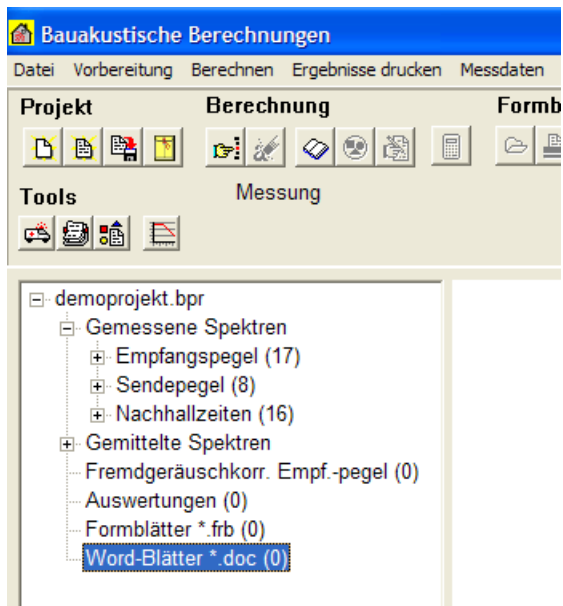 Bauakustische Berechnungen
Datei Vorbereitung Berechnen Ergebnisse drucken Messdaten
Projekt Berechnung Formb
Tools Messung
demoprojekt.bpr
Gemessene Spektren
Empfangspegel (17)
Sendepegel (8)
Nachhallzeiten (16)
Gemittelte Spektren
Fremdgeräuschkorr. Empf.-pegel (0)
Auswertungen (0)
Formblätter *.frb (0)
Word-Blätter *.doc (0)